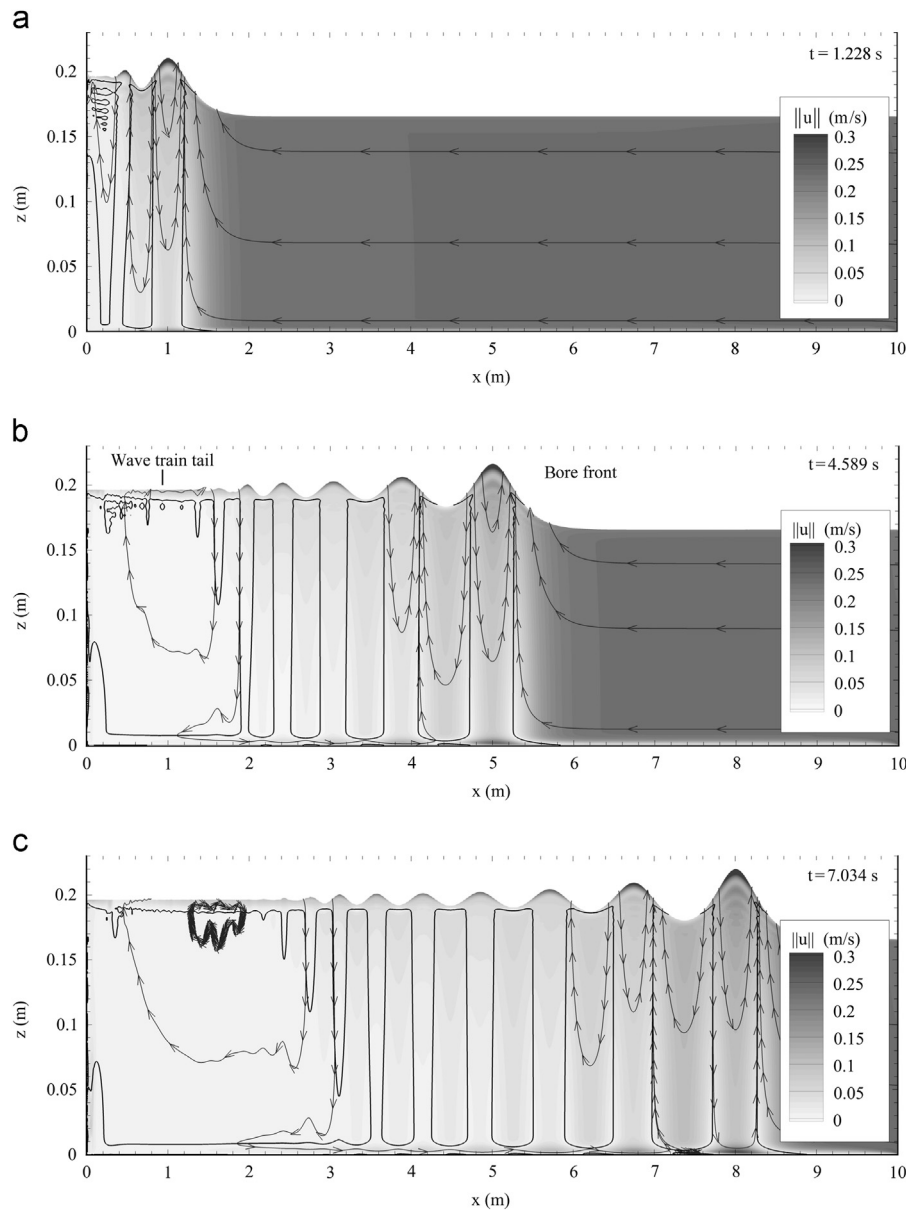 a
t = 1.228 s
0.2
0.15
z (m)
0.1
0.05
0
||u|| (m/s)
0.3
0.25
0.2
0.15
0.1
0.05
0
0 1 2 3 4 5 6 7 8 9 10
x (m)
b
Wave train tail
Bore front
t=4.589 s
0.2
0.15
z (m)
0.1
0.05
0
||u|| (m/s)
0.3
0.25
0.2
0.15
0.1
0.05
0
0 1 2 3 4 5 6 7 8 9 10
x (m)
c
t=7.034 s
0.2
0.15
z (m)
0.1
0.05
0
||u|| (m/s)
0.3
0.25
0.2
0.15
0.1
0.05
0
0 1 2 3 4 5 6 7 8 9 10
x (m)